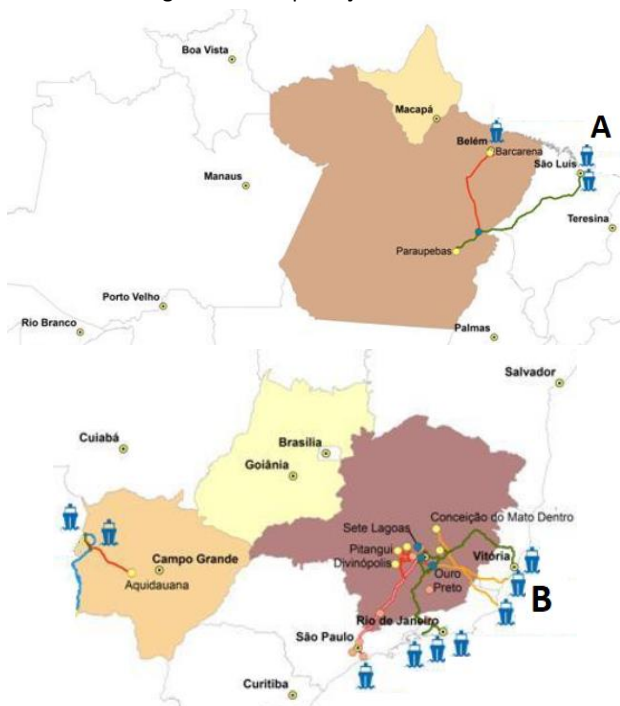 Boa Vista
Macapá
A
Belém
Barcarena
São Luís
Manaus
Teresina
Paraupebas
Porto Velho
Rio Branco
Palmas
Salvador
Cuiabá
Brasília
Goiânia
Conceição do Mato Dentro
Sete Lagoas
Pitangui
Vitória
Divinópolis
Campo Grande
Ouro
Preto
Aquidauana
B
Rio de Janeiro
São Paulo
Curitiba